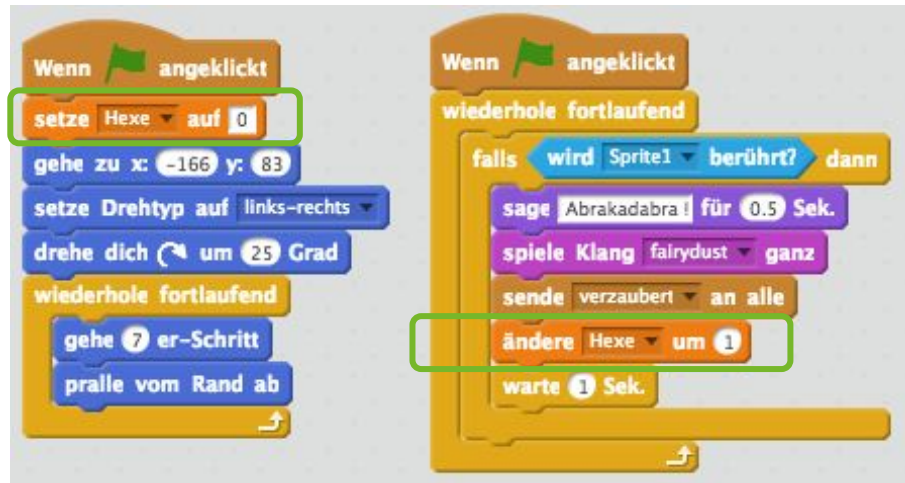 Wenn angeklickt
setze Hexe auf 0
gehe zu x: -166 y: 83
setze Drehtyp auf links-rechts
drehe dich um 25 Grad
wiederhole fortlaufend
gehe 7 er-Schritt
pralle vom Rand ab
Wenn angeklickt
wiederhole fortlaufend
falls wird Sprite1 berührt? dann
sage Abrakadabra ! für 0.5 Sek.
spiele Klang fairydust ganz
sende verzaubert an alle
ändere Hexe um 1
warte 1 Sek.